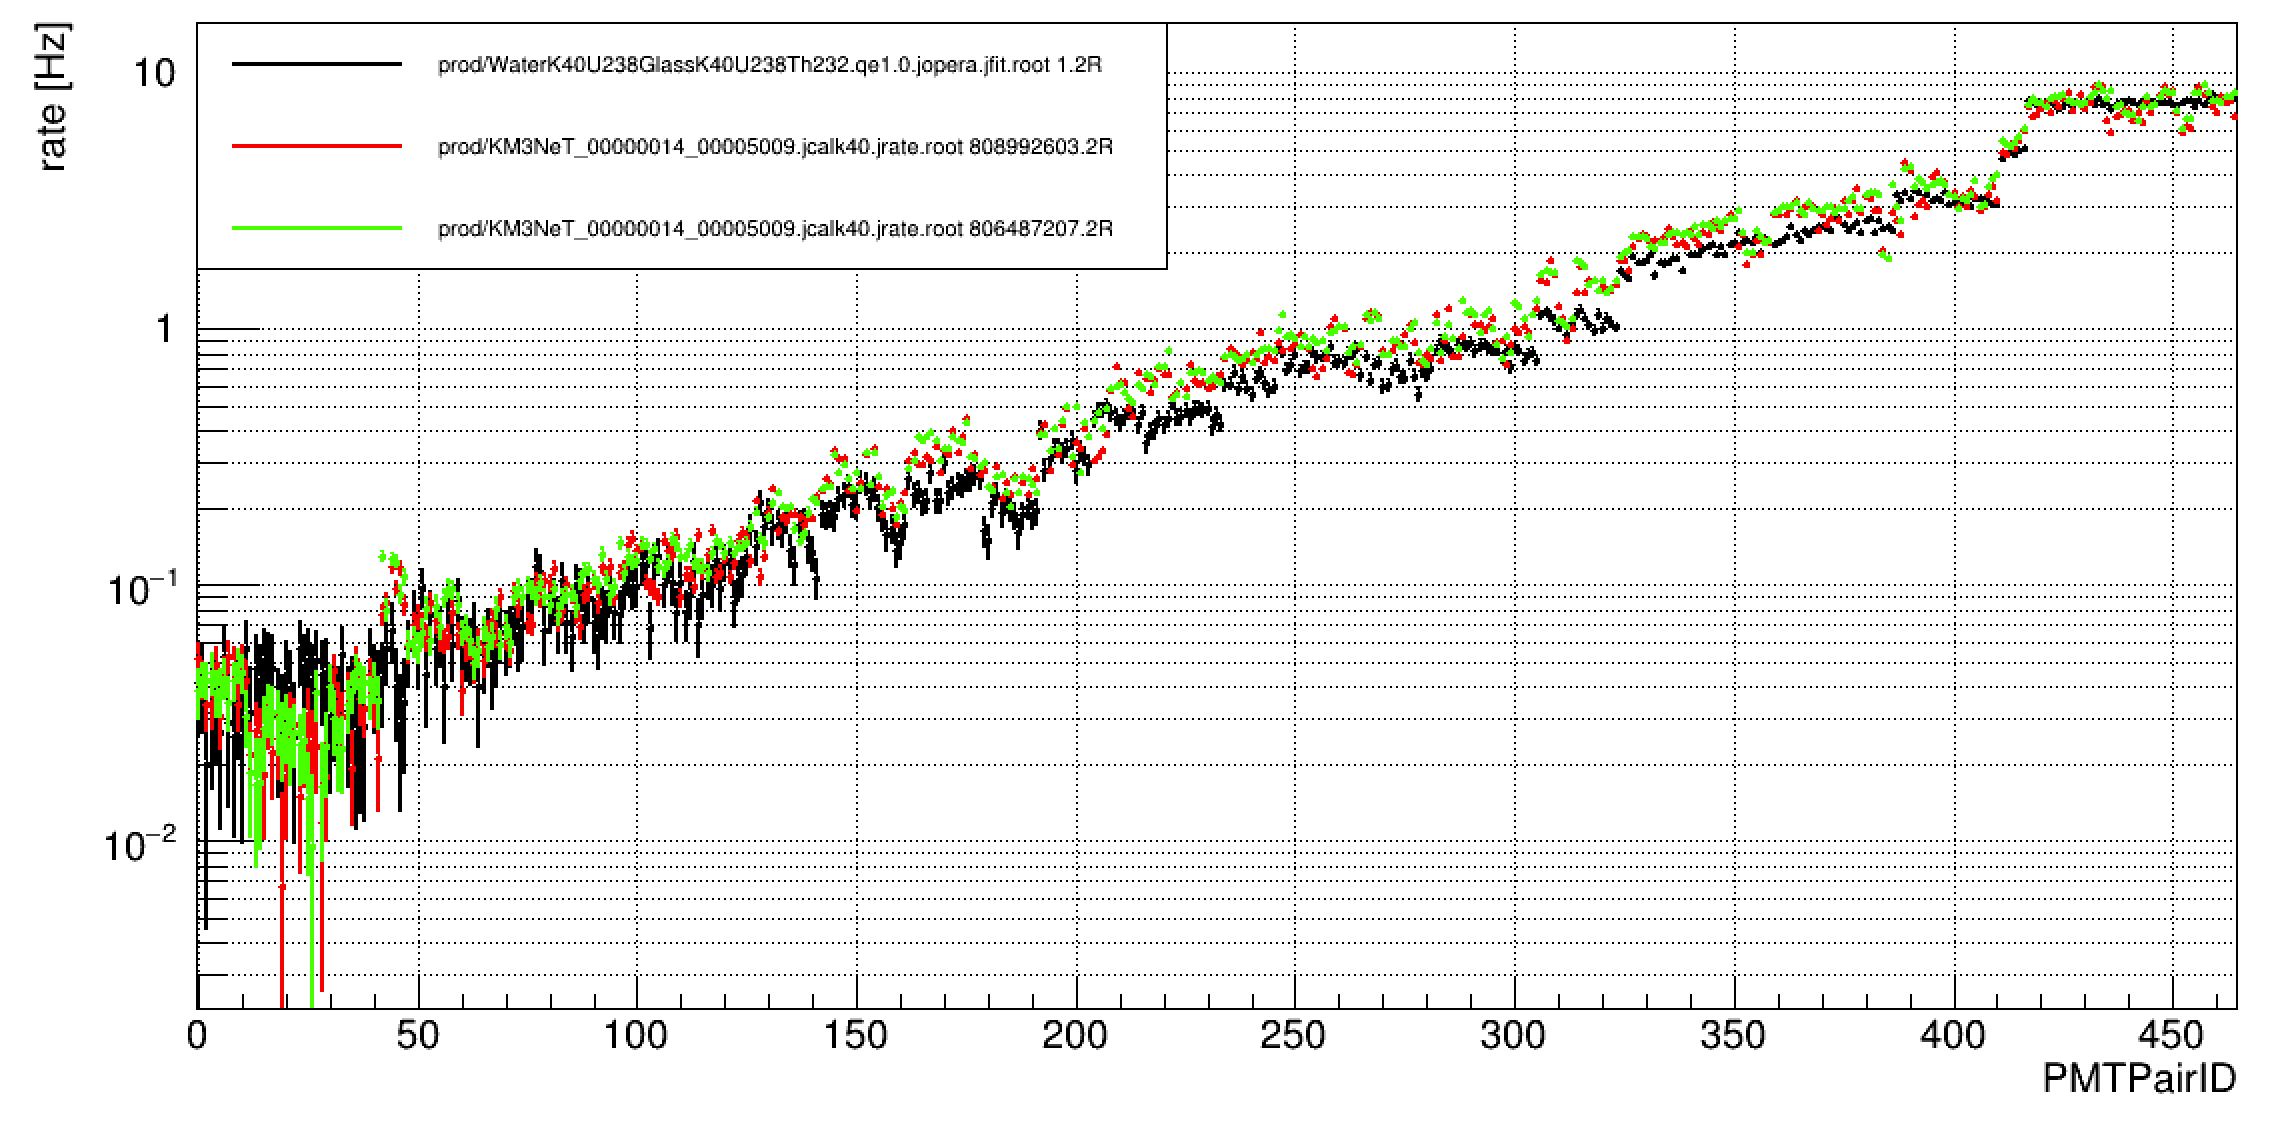 rate [Hz]
prod/WaterK40U238GlassK40U238Th232.qe1.0.jopera.jfit.root 1.2R
prod/KM3NeT_00000014_00005009.jcalk40.jrate.root 808992603.2R
prod/KM3NeT_00000014_00005009.jcalk40.jrate.root 806487207.2R
10
1
10⁻¹
10⁻²
0 50 100 150 200 250 300 350 400 450
PMTPairID